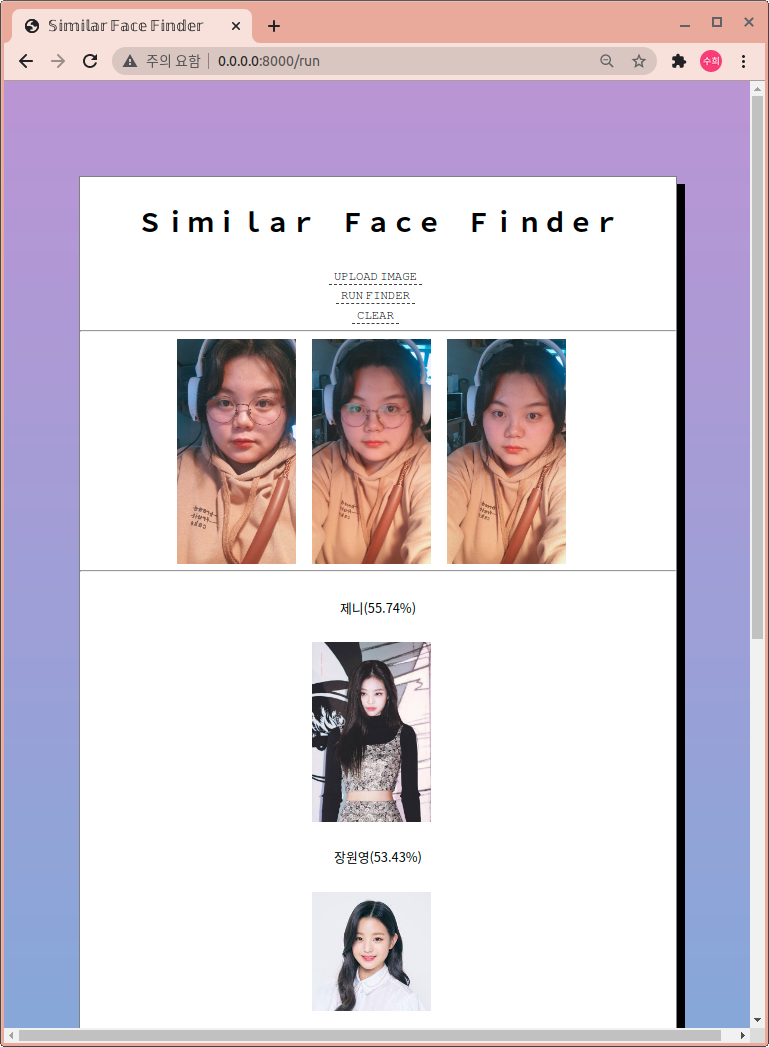 Similar Face Finder
주의 요함 0.0.0.0:8000/run
수희
Similar Face Finder
UPLOAD IMAGE
RUN FINDER
CLEAR
제니(55.74%)
장원영(53.43%)